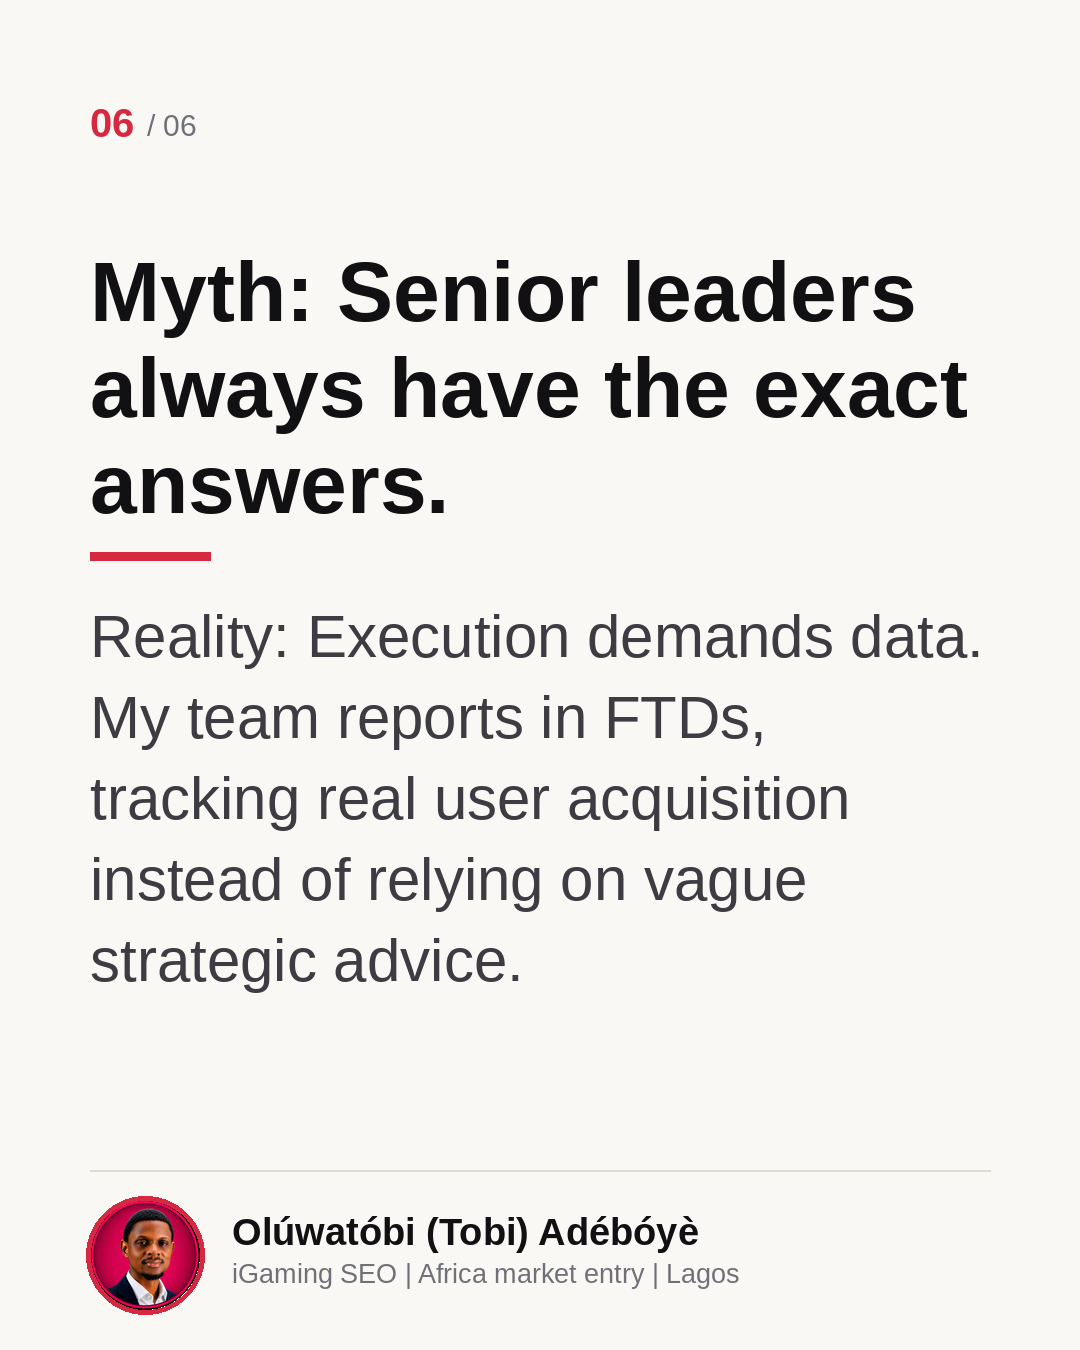 06 / 06
Myth: Senior leaders
always have the exact
answers.
Reality: Execution demands data.
My team reports in FTDs,
tracking real user acquisition
instead of relying on vague
strategic advice.
Olúwatóbi (Tobi) Adébóyè
iGaming SEO | Africa market entry | Lagos